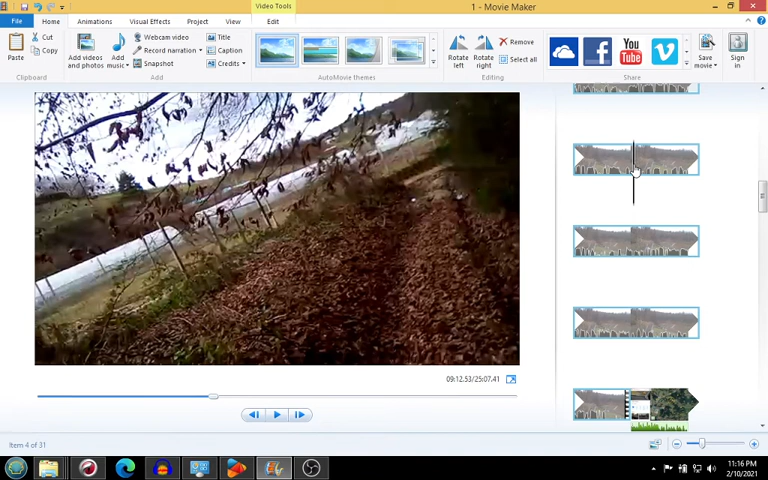 Video Tools
1 - Movie Maker
File
Home
Animations
Visual Effects
Project
View
Edit
Paste
Cut
Copy
Clipboard
Add videos
and photos
Add
music
Webcam video
Record narration
Snapshot
Title
Caption
Credits
Add
AutoMovie themes
Rotate
left
Rotate
right
Remove
Select all
Editing
f
You
Tube
v
Share
Save
movie
Sign
in
09:12.53/25:07.41
Item 4 of 31
11:16 PM
2/10/2021